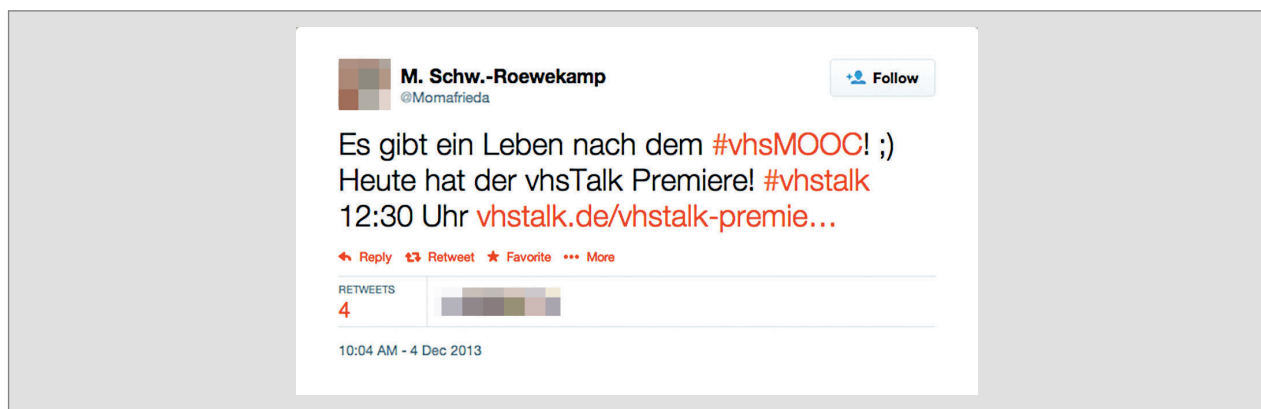 M. Schw.-Roewekamp
Follow
@Momafrieda
Es gibt ein Leben nach dem #vhsMOOC! ;)
Heute hat der vhsTalk Premiere! #vhstalk
12:30 Uhr vhstalk.de/vhstalk-premie…
Reply Retweet Favorite More
RETWEETS
4
10:04 AM - 4 Dec 2013